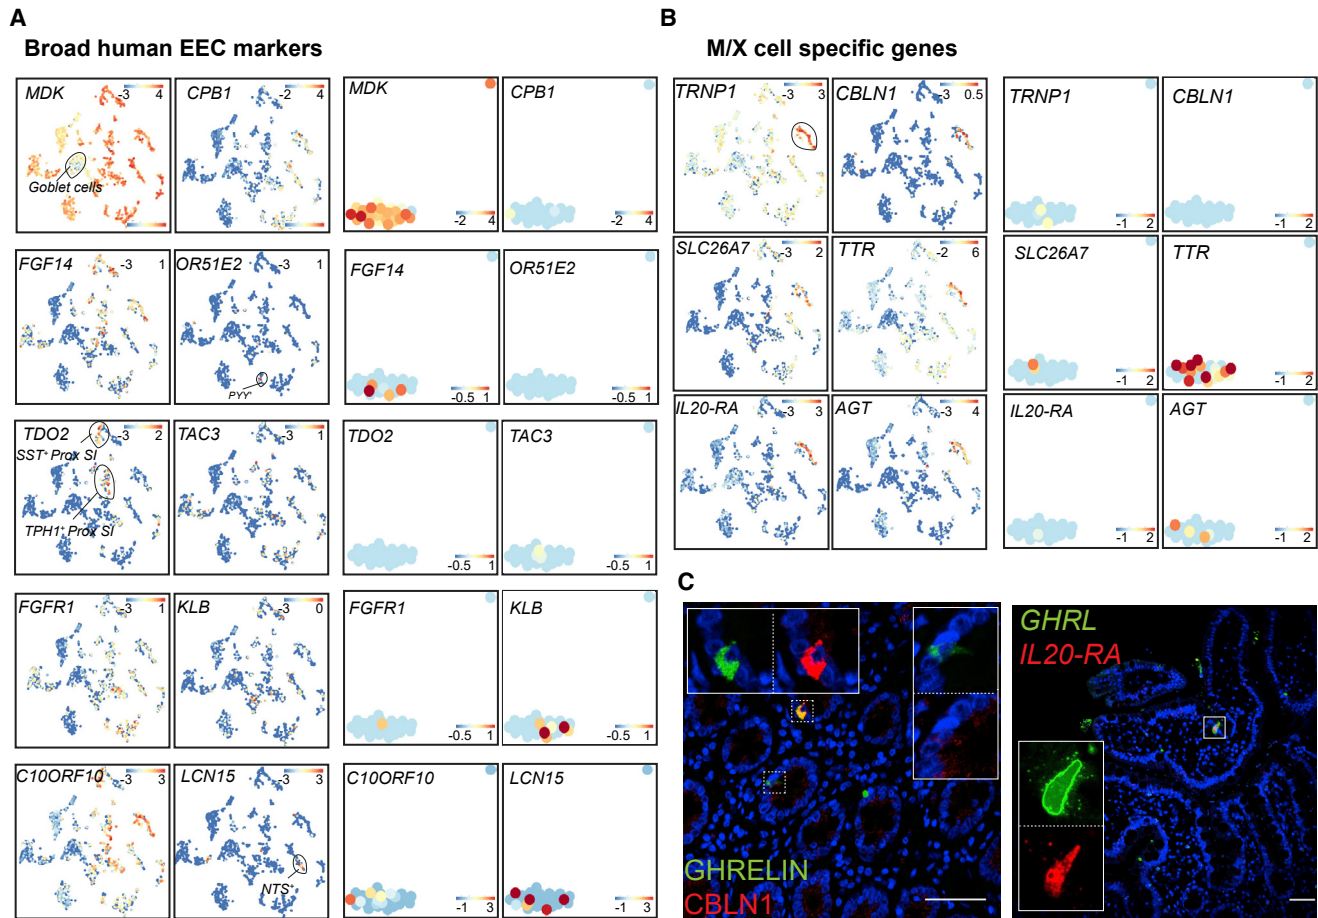 A
Broad human EEC markers
MDK -3 4
CPB1 -2 4
Goblet cells
MDK
-2 4
CPB1
-2 4
FGF14 -3 1
OR51E2 -3 1
PYY+
FGF14
-0.5 1
OR51E2
TDO2 -3 2
SST+ Prox SI
TPH1+ Prox SI
TAC3 -3 1
TDO2
-0.5 1
TAC3
-0.5 1
FGFR1 -3 1
KLB -3 0
FGFR1
-0.5 1
KLB
-0.5 1
C10ORF10 -3 3
LCN15 -3 3
NTS+
C10ORF10
-1 3
LCN15
-1 3
B
M/X cell specific genes
TRNP1 -3 3
CBLN1 -3 0.5
TRNP1
-1 2
CBLN1
-1 2
SLC26A7 -3 2
TTR -2 6
SLC26A7
-1 2
TTR
-1 2
IL20-RA -3 3
AGT -3 4
IL20-RA
-1 2
AGT
-1 2
C
GHRELIN
CBLN1
GHRL
IL20-RA